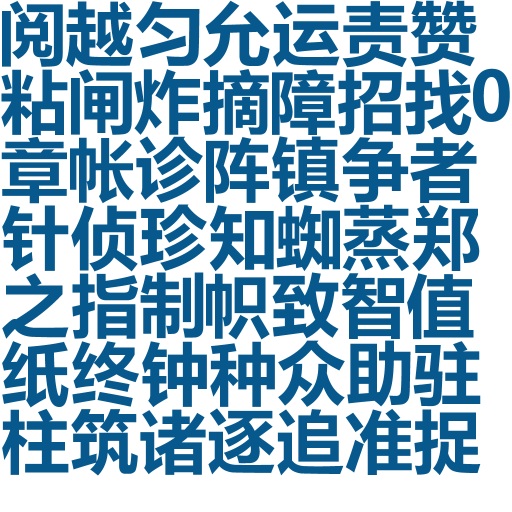 阅越匀允运责赞
粘闸炸摘障招找0
章帐诊阵镇争者
针侦珍知蜘蒸郑
之指制帜致智值
纸终钟种众助驻
柱筑诸逐追准捉